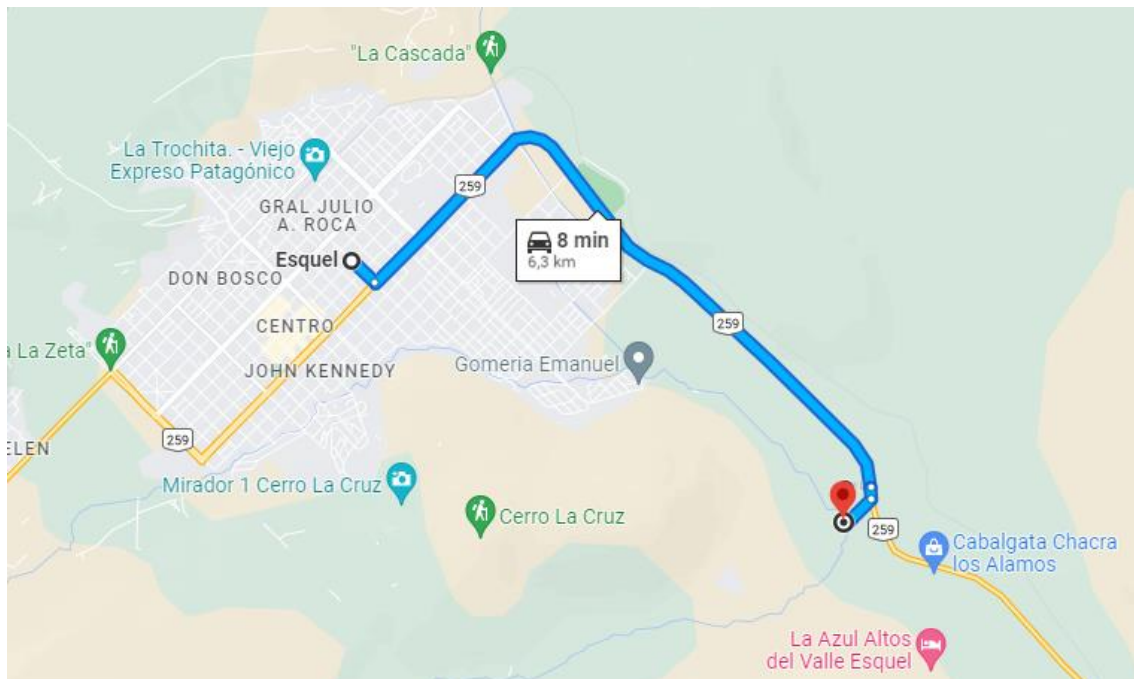 "La Cascada"
La Trochita. - Viejo
Expreso Patagónico
259
GRAL JULIO
A. ROCA
8 min
6,3 km
Esquel
DON BOSCO
CENTRO
259
a La Zeta"
JOHN KENNEDY
Gomeria Emanuel
259
ELEN
Mirador 1 Cerro La Cruz
Cerro La Cruz
259
Cabalgata Chacra
los Alamos
La Azul Altos
del Valle Esquel